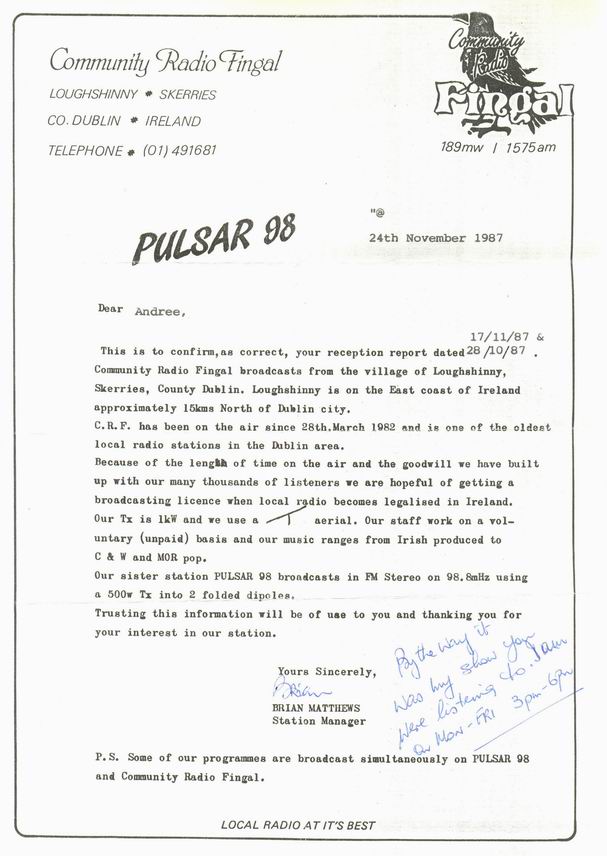 Community Radio Fingal
LOUGHSHINNY * SKERRIES
CO. DUBLIN * IRELAND
TELEPHONE * (01) 491681
Community
Radio
Fingal
189mw / 1575am
PULSAR 98
"@
24th November 1987
Dear Andree,
17/11/87 &
This is to confirm,as correct, your reception report dated 28/10/87 .
Community Radio Fingal broadcasts from the village of Loughshinny,
Skerries, County Dublin. Loughshinny is on the East coast of Ireland
approximately 15kms North of Dublin city.
C.R.F. has been on the air since 28th.March 1982 and is one of the oldest
local radio stations in the Dublin area.
Because of the length of time on the air and the goodwill we have built
up with our many thousands of listeners we are hopeful of getting a
broadcasting licence when local radio becomes legalised in Ireland.
Our Tx is 1kW and we use a T aerial. Our staff work on a vol-
untary (unpaid) basis and our music ranges from Irish produced to
C & W and MOR pop.
Our sister station PULSAR 98 broadcasts in FM Stereo on 98.8mHz using
a 500w Tx into 2 folded dipoles.
Trusting this information will be of use to you and thanking you for
your interest in our station.
Yours Sincerely,
Brian
BRIAN MATTHEWS
Station Manager
By the way it
was my show you
were listening to. I am
on MON-FRI 3pm-6pm
P.S. Some of our programmes are broadcast simultaneously on PULSAR 98
and Community Radio Fingal.
LOCAL RADIO AT IT'S BEST